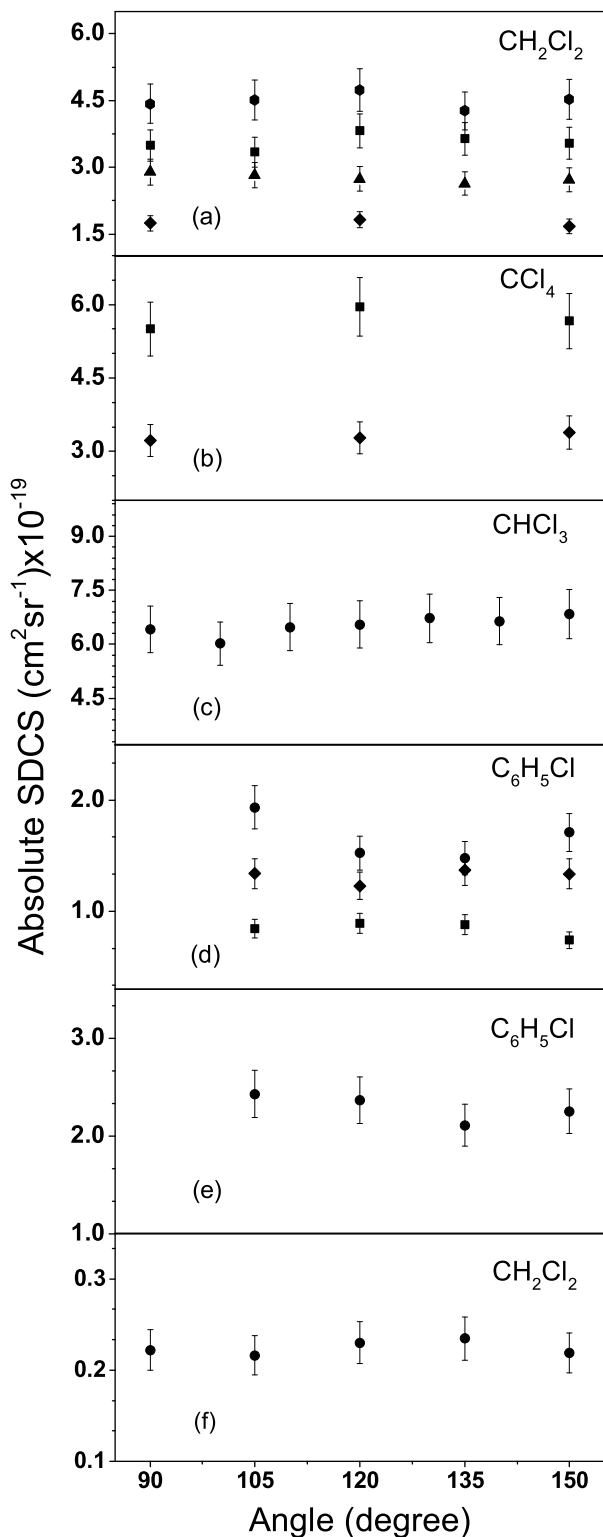 Absolute SDCS (cm²sr⁻¹)x10⁻¹⁹
6.0
CH₂Cl₂
4.5
3.0
(a)
1.5
CCl₄
6.0
4.5
3.0
(b)
9.0
CHCl₃
7.5
6.0
4.5
(c)
C₆H₅Cl
2.0
1.0
(d)
3.0
C₆H₅Cl
2.0
(e)
1.0
0.3
CH₂Cl₂
0.2
(f)
0.1
90 105 120 135 150
Angle (degree)